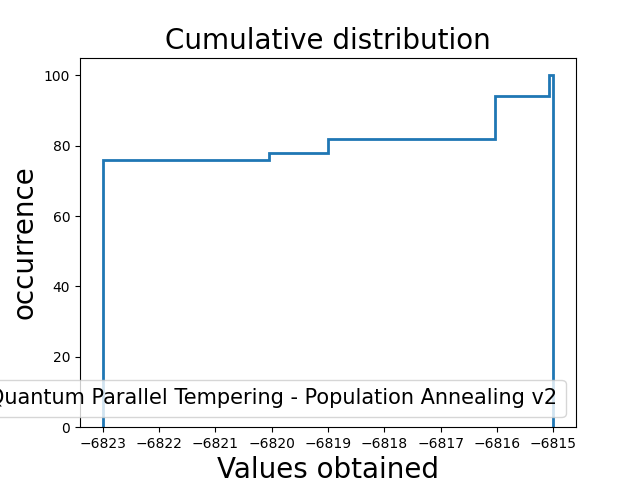 Cumulative distribution
occurrence
100
80
60
40
20
0
Quantum Parallel Tempering - Population Annealing v2
−6823 −6822 −6821 −6820 −6819 −6818 −6817 −6816 −6815
Values obtained